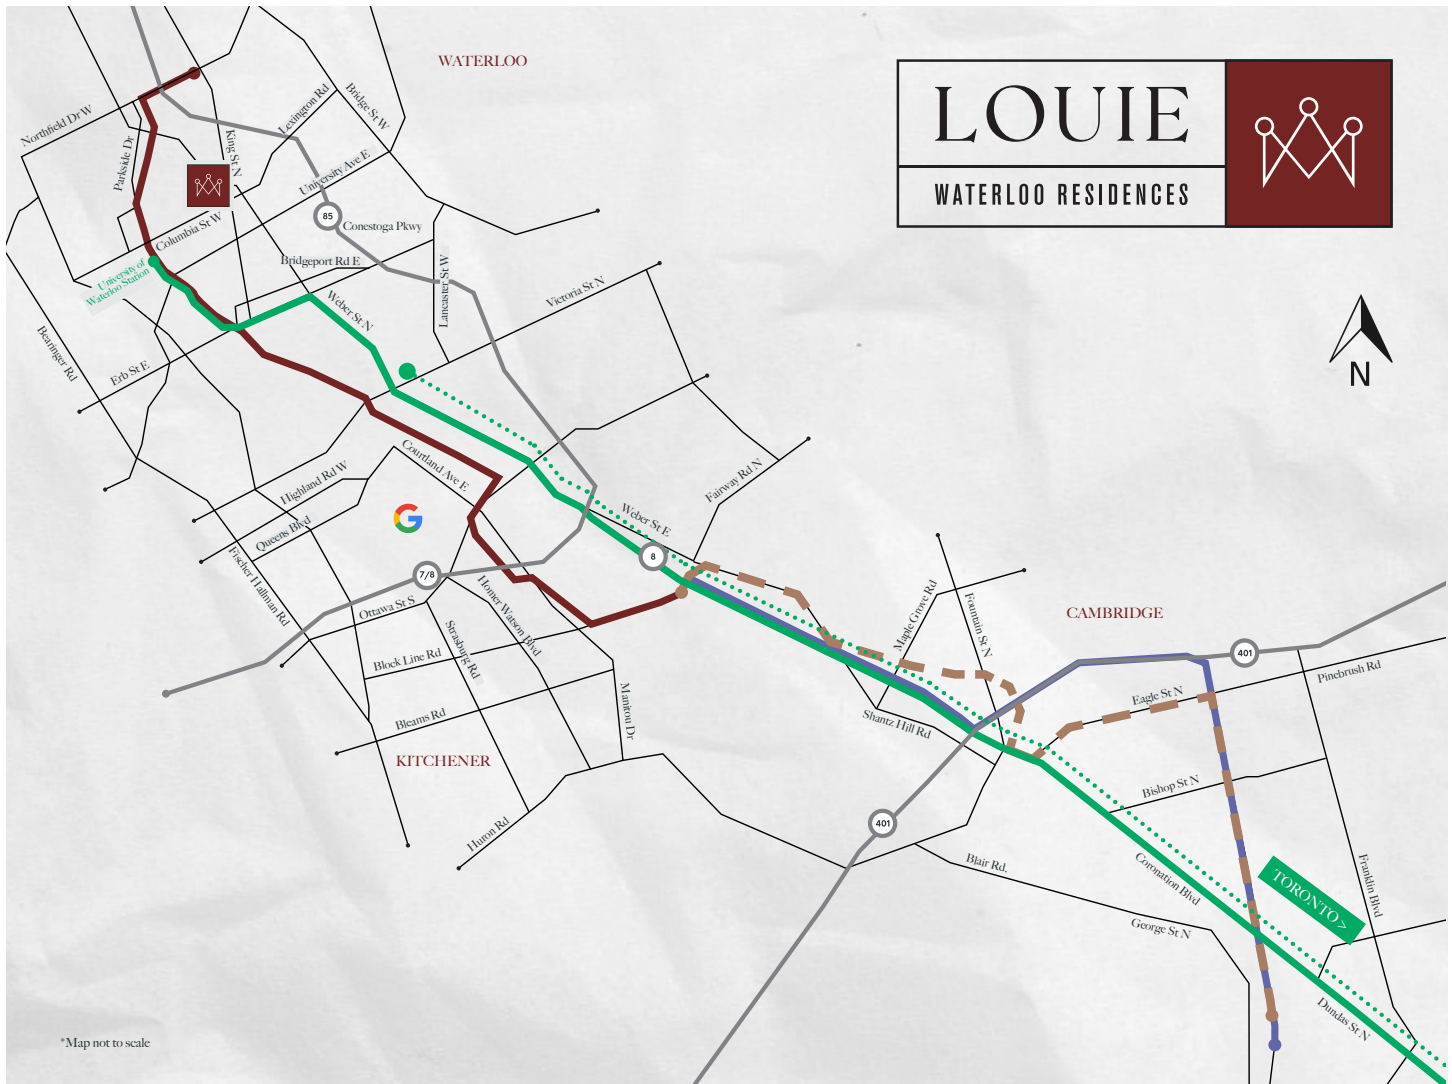 WATERLOO
LOUIE
WATERLOO RESIDENCES
Northfield Dr W
Parkside Dr
King St N
Lexington Rd
Bridge St W
University Ave E
85
Conestoga Pkwy
Columbia St W
University of
Waterloo Station
Bridgeport Rd E
Lancaster St W
Weber St N
Victoria St N
Bearinger Rd
Erb St E
N
Courtland Ave E
Highland Rd W
Queens Blvd
Fairway Rd N
Weber St E
8
Fischer Hallman Rd
7/8
Ottawa St S
Homer Watson Blvd
Strasburg Rd
Block Line Rd
Bleams Rd
Manitou Dr
KITCHENER
Huron Rd
Maple Grove Rd
Fountain St N
CAMBRIDGE
401
Pinebrush Rd
Eagle St N
Shantz Hill Rd
Bishop St N
401
Blair Rd.
Coronation Blvd
TORONTO >
Franklin Blvd
George St N
Dundas St N
*Map not to scale